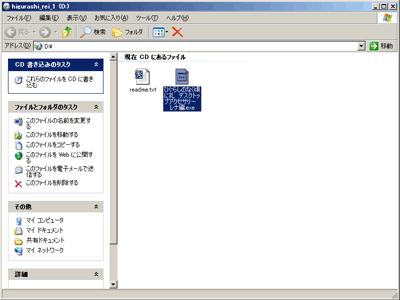 higurashi_rei_1 (D:)
ファイル(F) 編集(E) 表示(V) お気に入り(A) ツール(T) ヘルプ(H)
戻る 検索 フォルダ
アドレス(D) D:¥ 移動
CD 書き込みのタスク
これらのファイルを CD に書き込む
ファイルとフォルダのタスク
このファイルの名前を変更する
このファイルを移動する
このファイルをコピーする
このファイルを Web に公開する
このファイルを電子メールで送信する
このファイルを削除する
その他
マイ コンピュータ
マイ ドキュメント
共有ドキュメント
マイ ネットワーク
詳細
現在 CD にあるファイル
readme.txt
ひぐらしのなく頃
に礼 デスクトッ
プアクセサリー
レナ編.exe